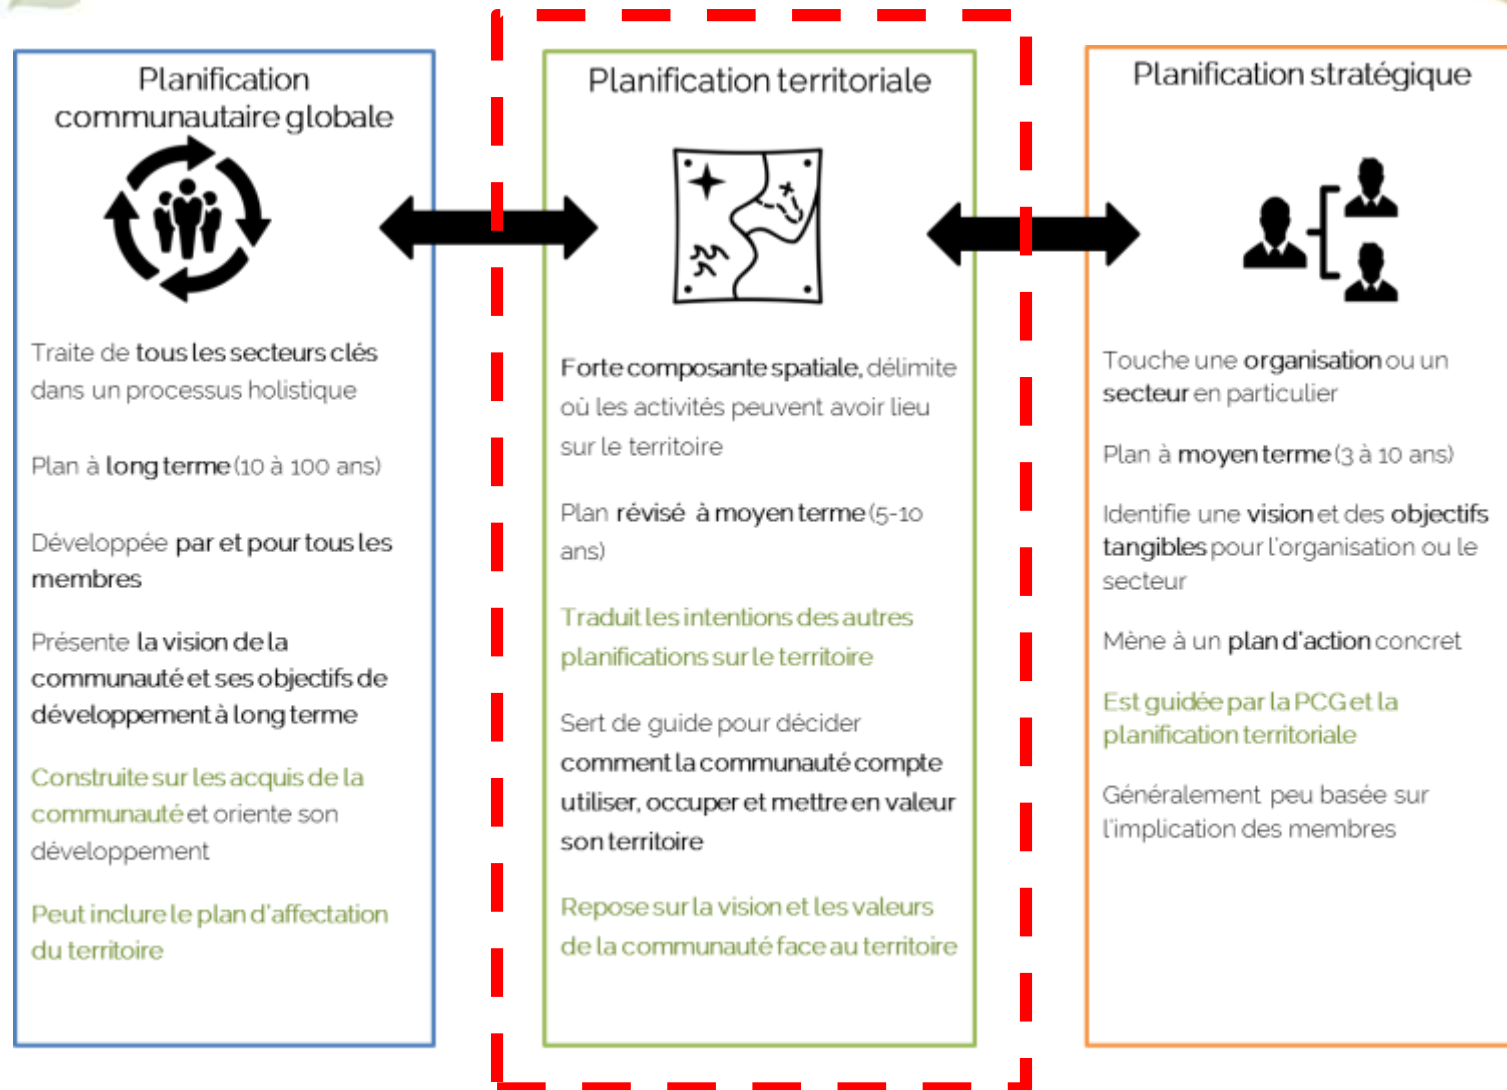 Planification
communautaire globale
Traite de tous les secteurs clés
dans un processus holistique
Plan à long terme (10 à 100 ans)
Développée par et pour tous les
membres
Présente la vision de la
communauté et ses objectifs de
développement à long terme
Construite sur les acquis de la
communauté et oriente son
développement
Peut inclure le plan d'affectation
du territoire
Planification territoriale
Forte composante spatiale, délimite
où les activités peuvent avoir lieu
sur le territoire
Plan révisé à moyen terme (5-10
ans)
Traduit les intentions des autres
planifications sur le territoire
Sert de guide pour décider
comment la communauté compte
utiliser, occuper et mettre en valeur
son territoire
Repose sur la vision et les valeurs
de la communauté face au territoire
Planification stratégique
Touche une organisation ou un
secteur en particulier
Plan à moyen terme (3 à 10 ans)
Identifie une vision et des objectifs
tangibles pour l'organisation ou le
secteur
Mène à un plan d'action concret
Est guidée par la PCG et la
planification territoriale
Généralement peu basée sur
l'implication des membres